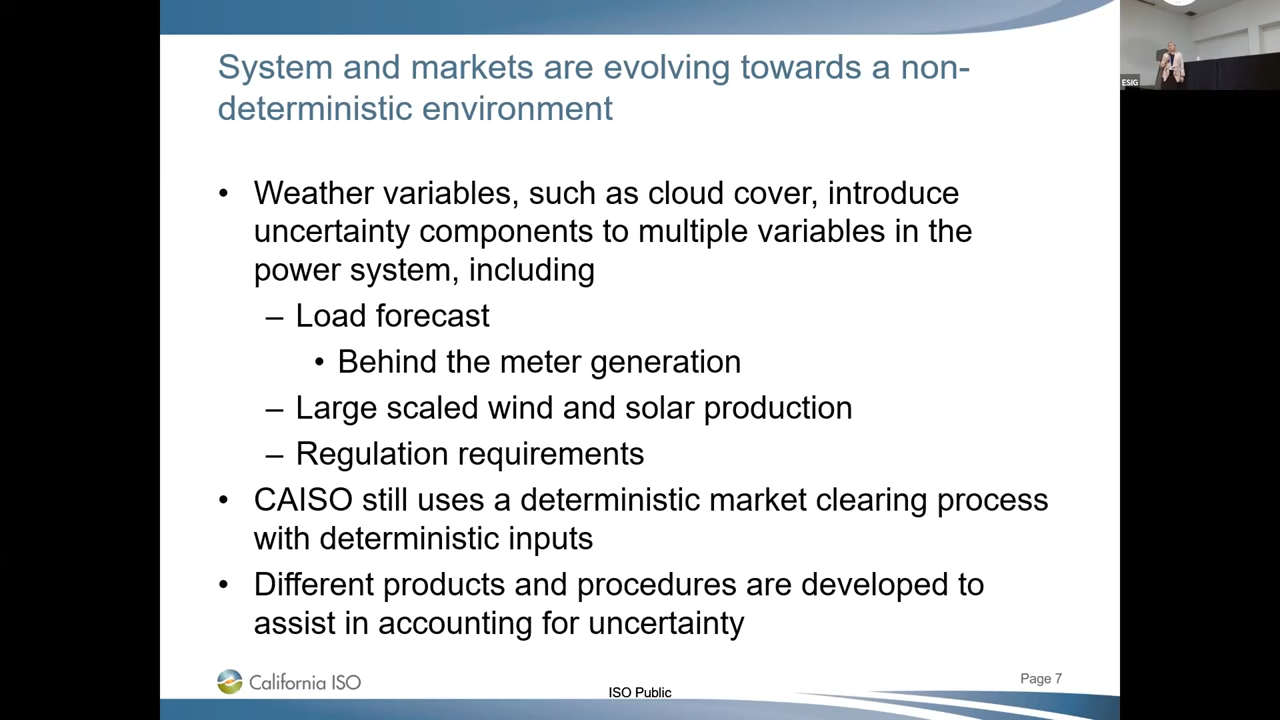 System and markets are evolving towards a non-
deterministic environment
• Weather variables, such as cloud cover, introduce
uncertainty components to multiple variables in the
power system, including
– Load forecast
• Behind the meter generation
– Large scaled wind and solar production
– Regulation requirements
• CAISO still uses a deterministic market clearing process
with deterministic inputs
• Different products and procedures are developed to
assist in accounting for uncertainty
California ISO
ISO Public
Page 7
ESIG